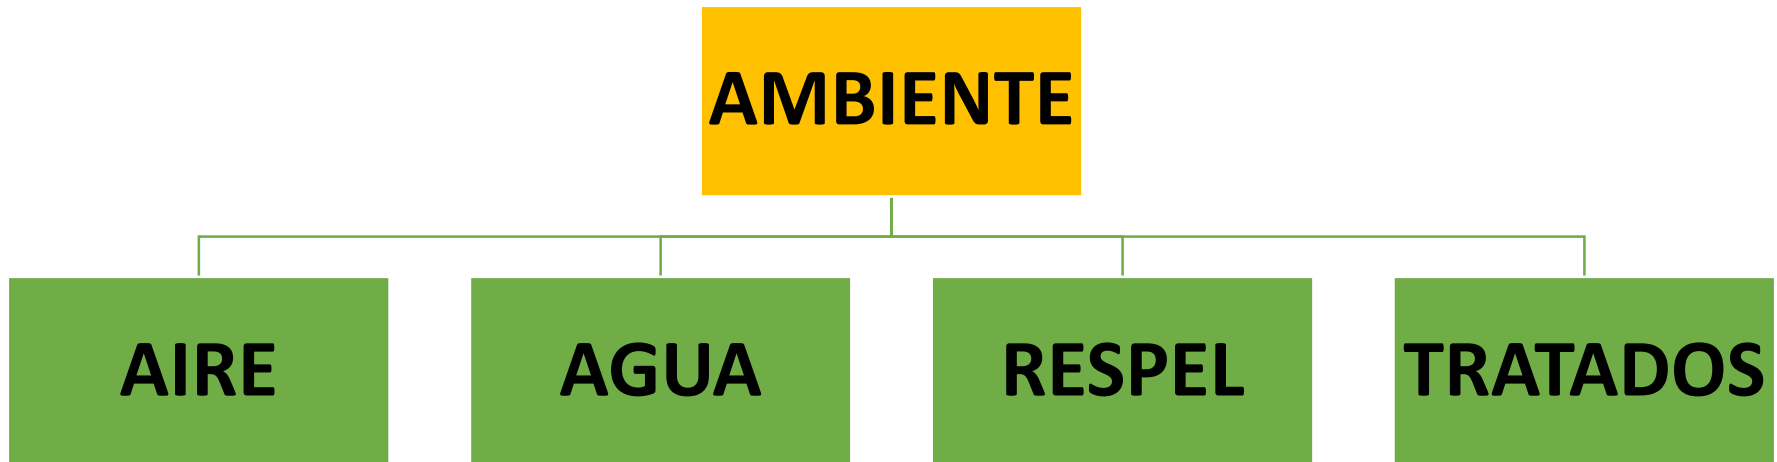 AMBIENTE
AIRE
AGUA
RESPEL
TRATADOS